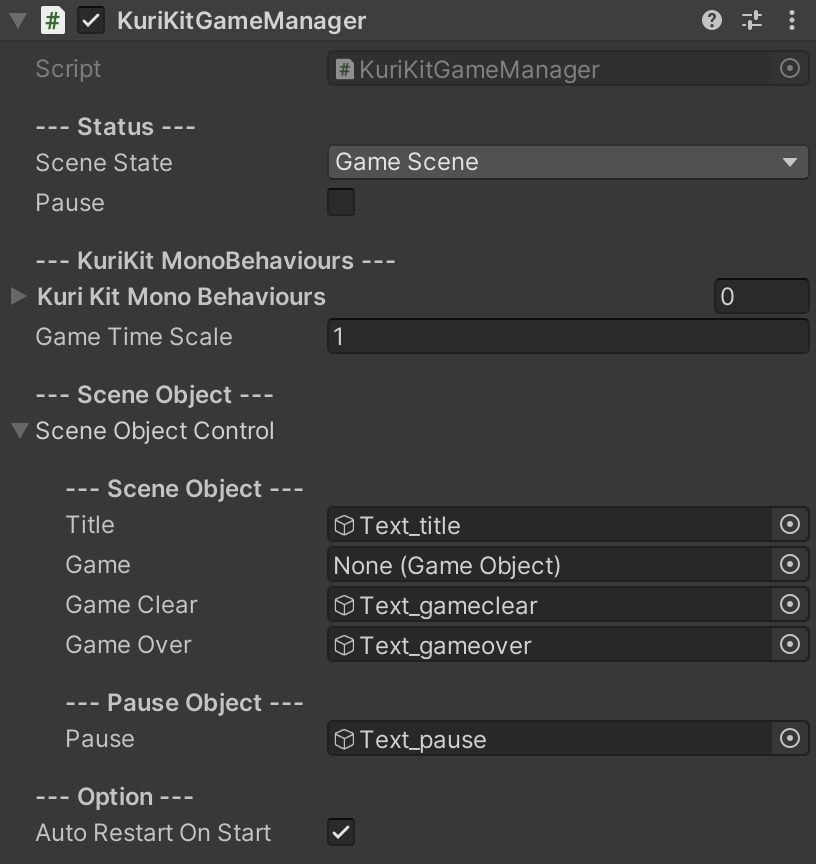 # KuriKitGameManager
Script # KuriKitGameManager
--- Status ---
Scene State Game Scene
Pause
--- KuriKit MonoBehaviours ---
Kuri Kit Mono Behaviours 0
Game Time Scale 1
--- Scene Object ---
Scene Object Control
--- Scene Object ---
Title Text_title
Game None (Game Object)
Game Clear Text_gameclear
Game Over Text_gameover
--- Pause Object ---
Pause Text_pause
--- Option ---
Auto Restart On Start